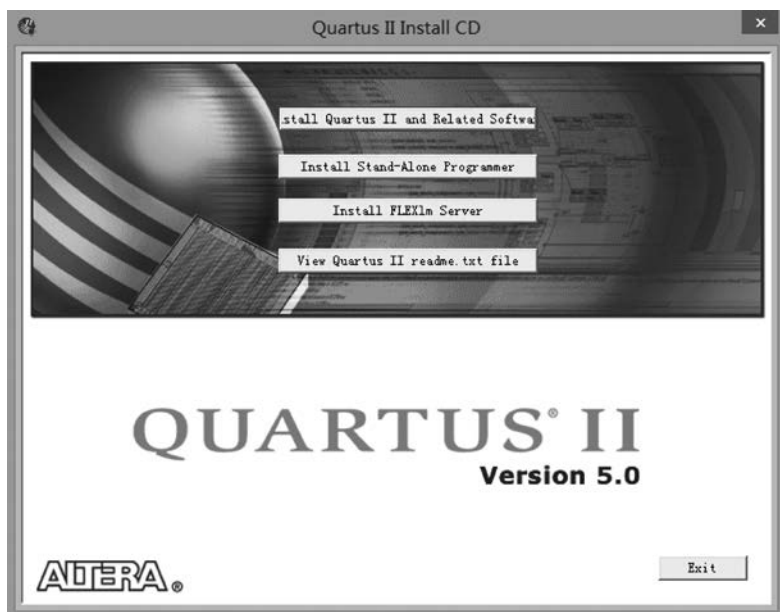 Quartus II Install CD
.stall Quartus II and Related Softwa
Install Stand-Alone Programmer
Install FLEXlm Server
View Quartus II readme.txt file
QUARTUS® II
Version 5.0
ALTERA®
Exit